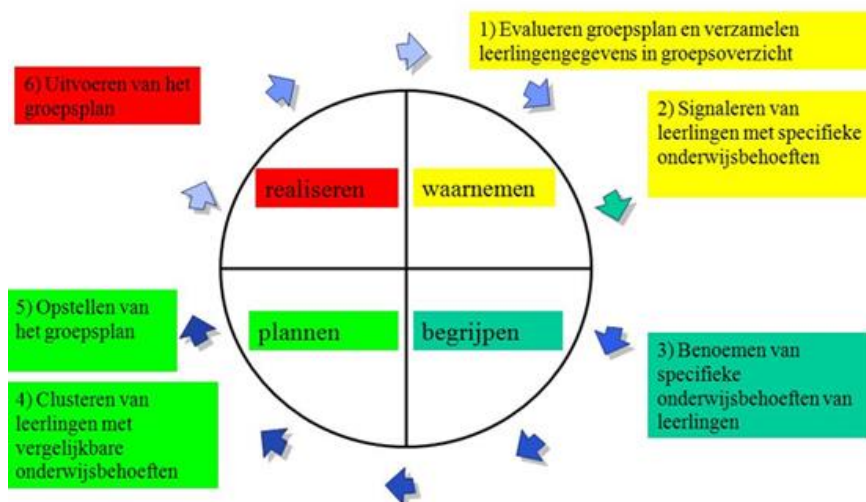 1) Evalueren groepsplan en verzamelen
leerlingengegevens in groepsoverzicht
2) Signaleren van
leerlingen met specifieke
onderwijsbehoeften
3) Benoemen van
specifieke
onderwijsbehoeften van
leerlingen
4) Clusteren van
leerlingen met
vergelijkbare
onderwijsbehoeften
5) Opstellen van
het groepsplan
6) Uitvoeren van het
groepsplan
realiseren
waarnemen
plannen
begrijpen